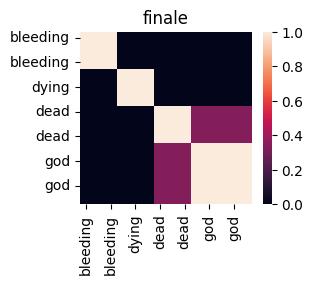 finale
bleeding
bleeding
dying
dead
dead
god
god
1.0
0.8
0.6
0.4
0.2
0.0
bleeding
bleeding
dying
dead
dead
god
god